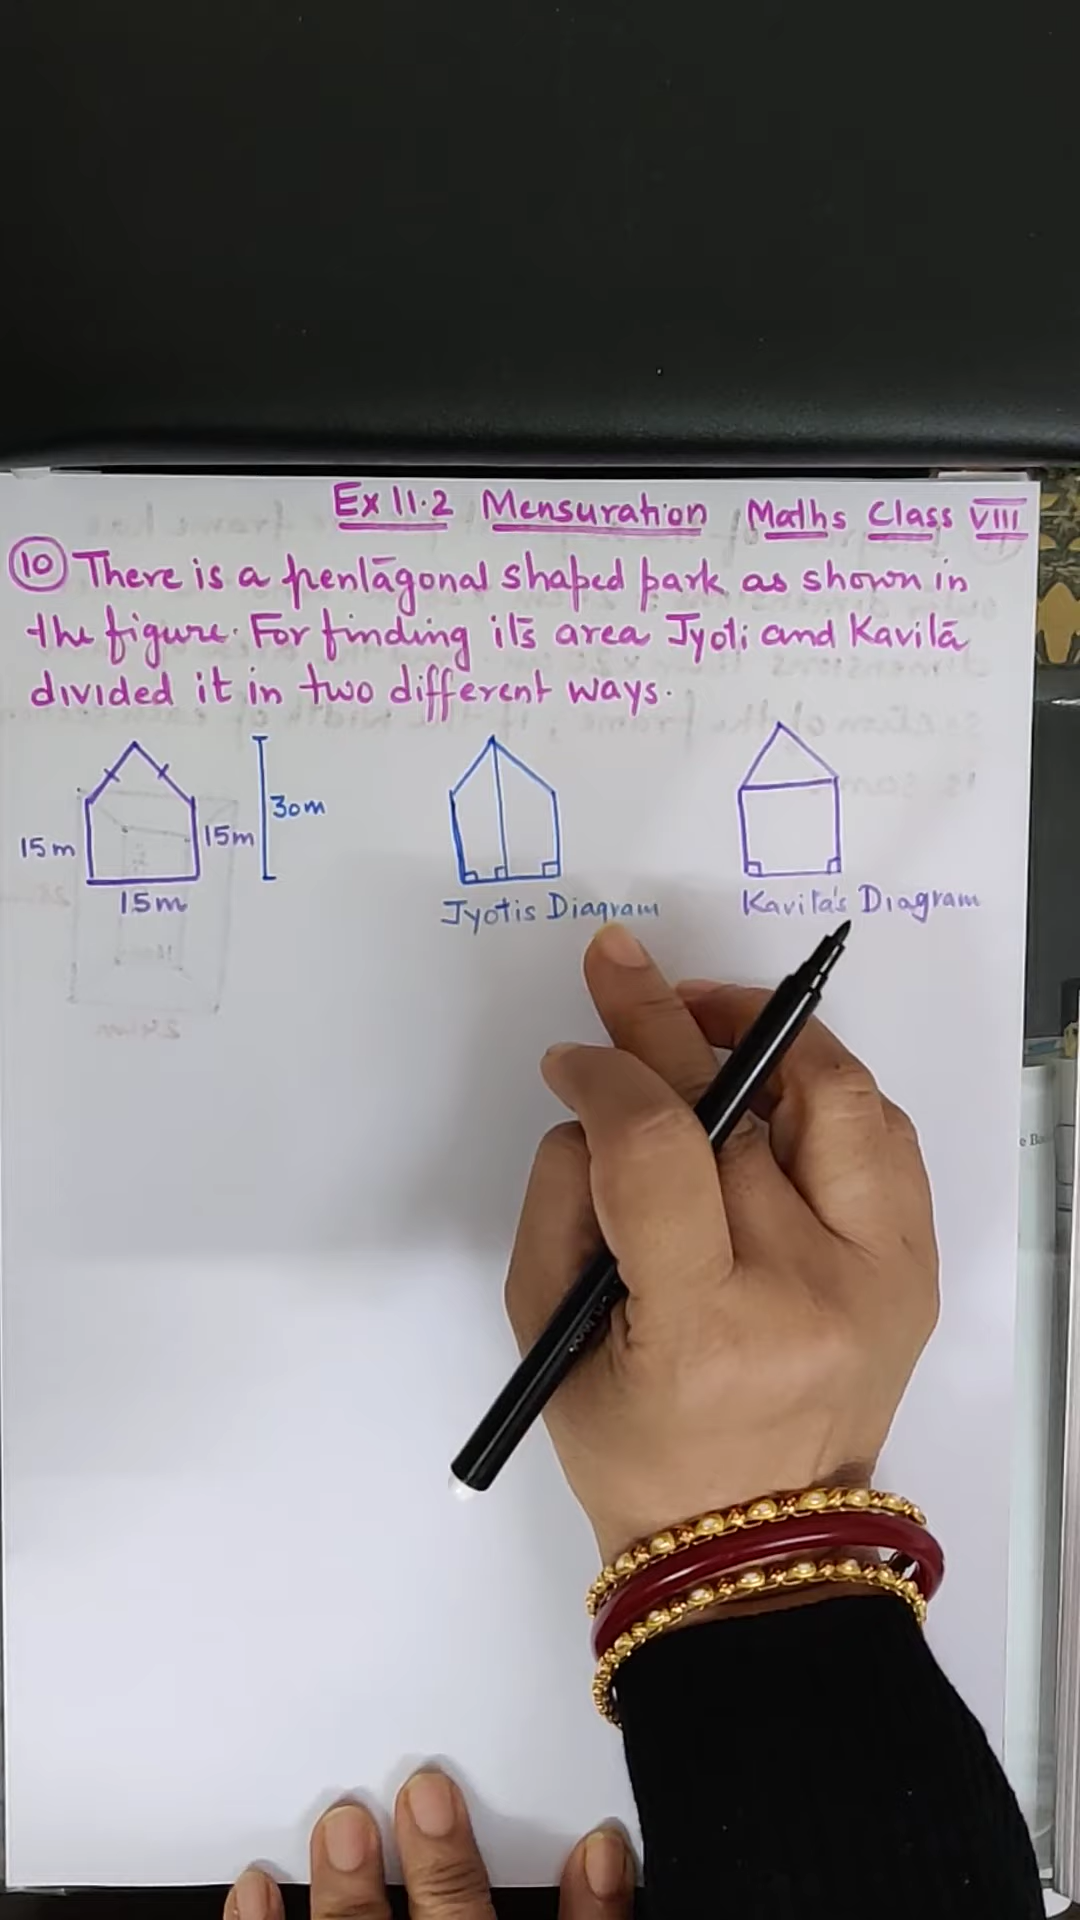 Ex 11.2 Mensuration Maths Class VIII
10 There is a pentagonal shaped park as shown in
the figure. For finding its area Jyoti and Kavita
divided it in two different ways.
30m
15m 15m
15m
Jyotis Diagram Kavita's Diagram